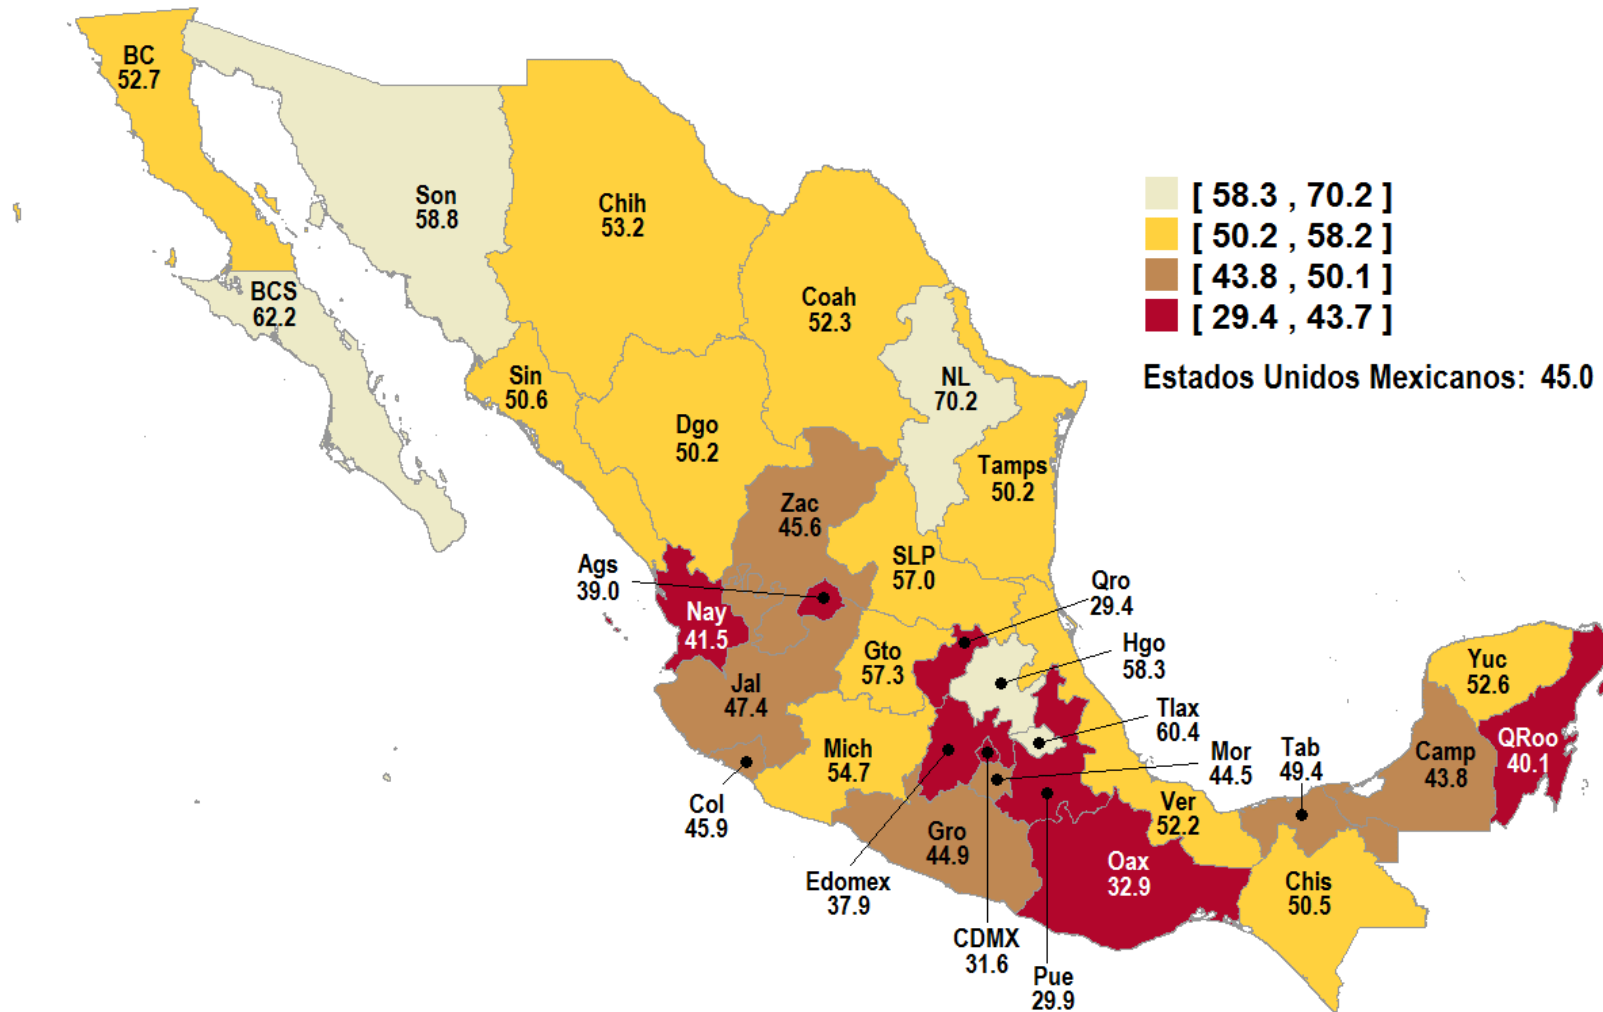 BC
52.7
Son
58.8
Chih
53.2
[ 58.3 , 70.2 ]
[ 50.2 , 58.2 ]
[ 43.8 , 50.1 ]
[ 29.4 , 43.7 ]
Estados Unidos Mexicanos: 45.0
BCS
62.2
Coah
52.3
Sin
50.6
NL
70.2
Dgo
50.2
Tamps
50.2
Zac
45.6
SLP
57.0
Ags
39.0
Qro
29.4
Nay
41.5
Gto
57.3
Hgo
58.3
Yuc
52.6
Jal
47.4
Tlax
60.4
Mich
54.7
Mor
44.5
Tab
49.4
Camp
43.8
QRoo
40.1
Col
45.9
Gro
44.9
Ver
52.2
Edomex
37.9
Oax
32.9
Chis
50.5
CDMX
31.6
Pue
29.9